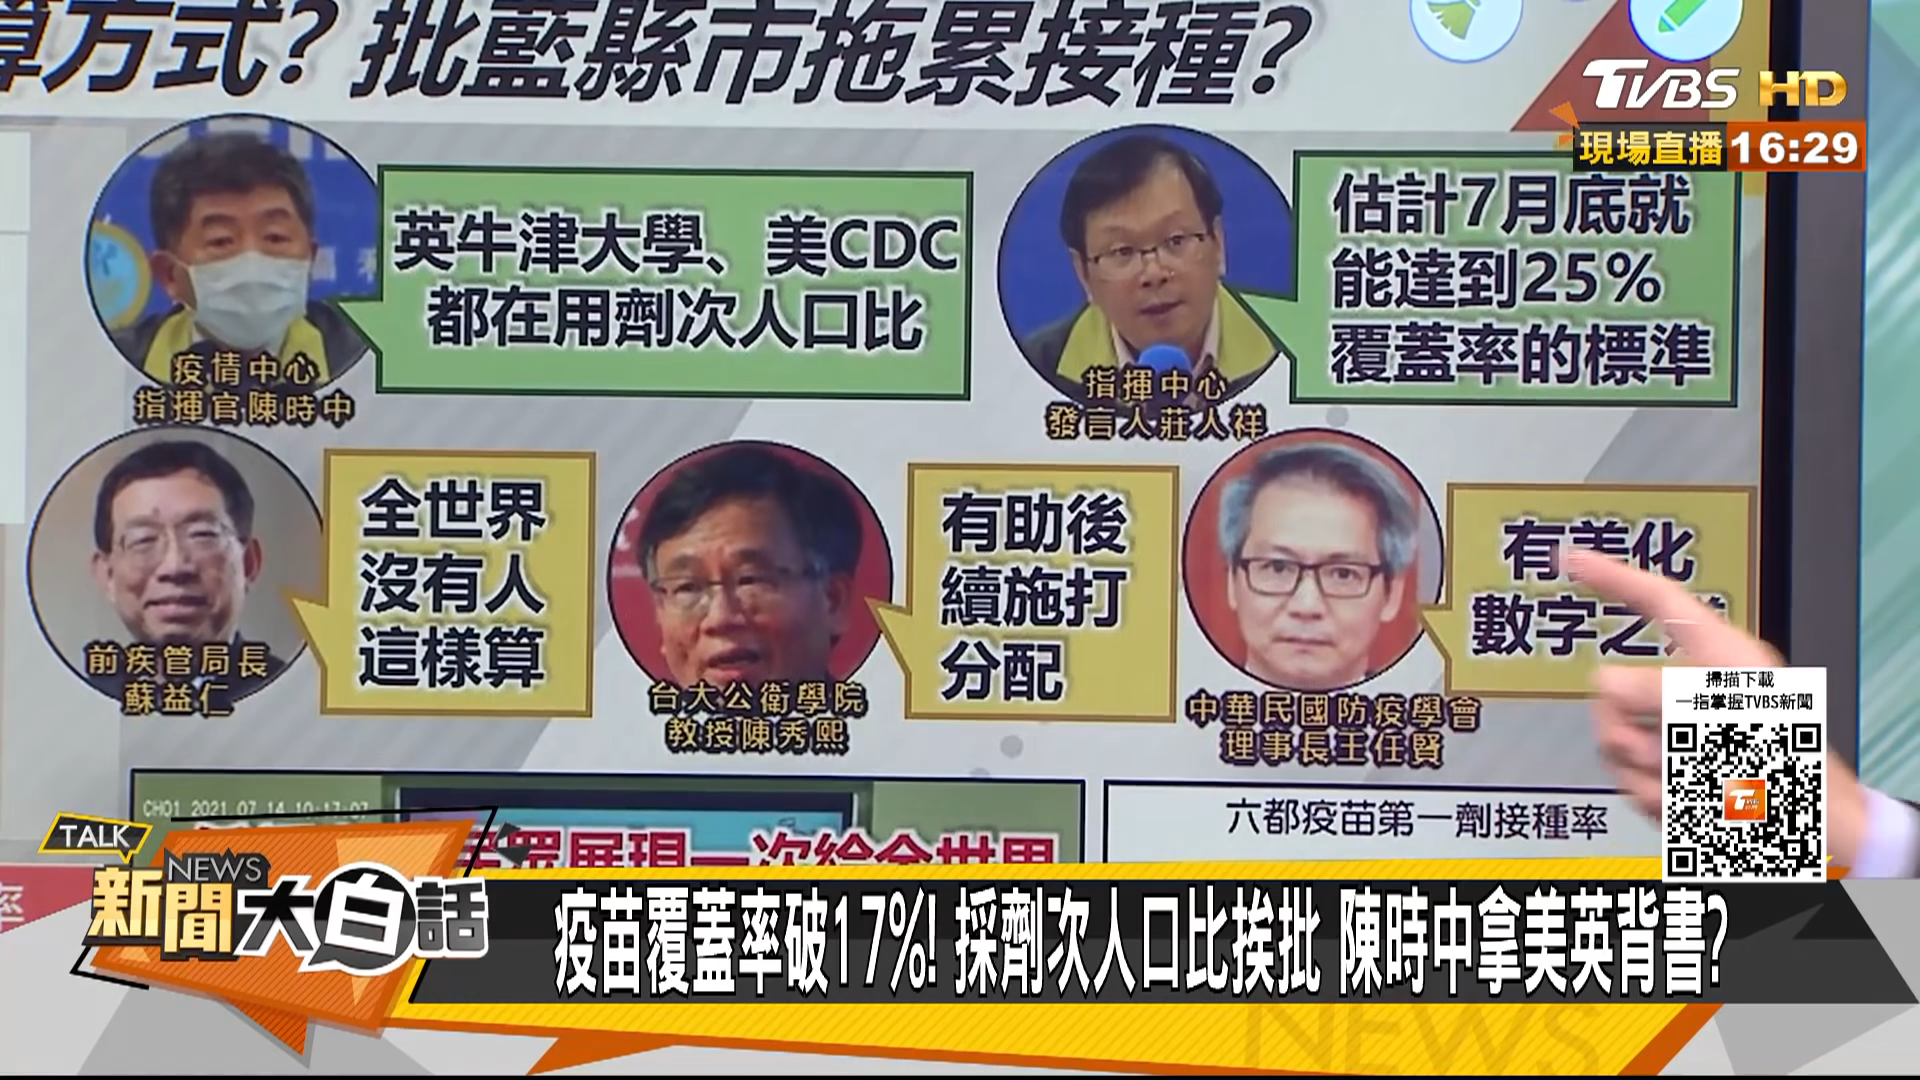 算方式?批藍縣市拖累接種?
TVBS HD
現場直播 16:29
英牛津大學、美CDC
都在用劑次人口比
疫情中心
指揮官陳時中
估計7月底就
能達到25%
覆蓋率的標準
指揮中心
發言人莊人祥
全世界
沒有人
這樣算
前疾管局長
蘇益仁
有助後
續施打
分配
台大公衛學院
教授陳秀熙
有美化
數字之
中華民國防疫學會
理事長王任賢
掃描下載
一指掌握TVBS新聞
CH01 2021 07 14 10:17:07
六都疫苗第一劑接種率
率
TALK
NEWS
新聞大白話
疫苗覆蓋率破17%! 採劑次人口比挨批 陳時中拿美英背書?
NEWS